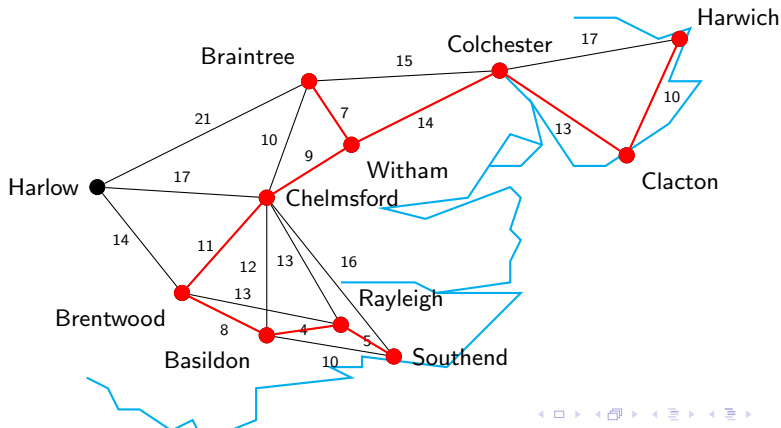 Harwich
17
Colchester
15
Braintree
10
21
7
14
13
10
9
Witham
17
Clacton
Harlow
Chelmsford
14
11
12
13
16
13
Rayleigh
Brentwood
8
4
5
Basildon
10
Southend